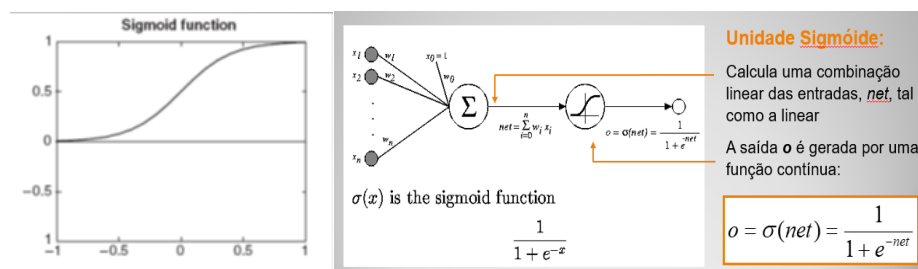 Sigmoid function
1
0.5
0
−0.5
1
−1
−0.5
0
0.5
1
x1
w1
x2
w2
x0 = 1
w0
.
.
.
xn
wn
Σ
net = Σ wi xi
n
i=0
o = σ(net) = 1 / 1 + e^-net
σ(x) is the sigmoid function
1
1 + e^−x
Unidade Sigmóide:
Calcula uma combinação
linear das entradas, net, tal
como a linear
A saída o é gerada por uma
função contínua:
o = σ(net) = 1 / 1 + e^−net